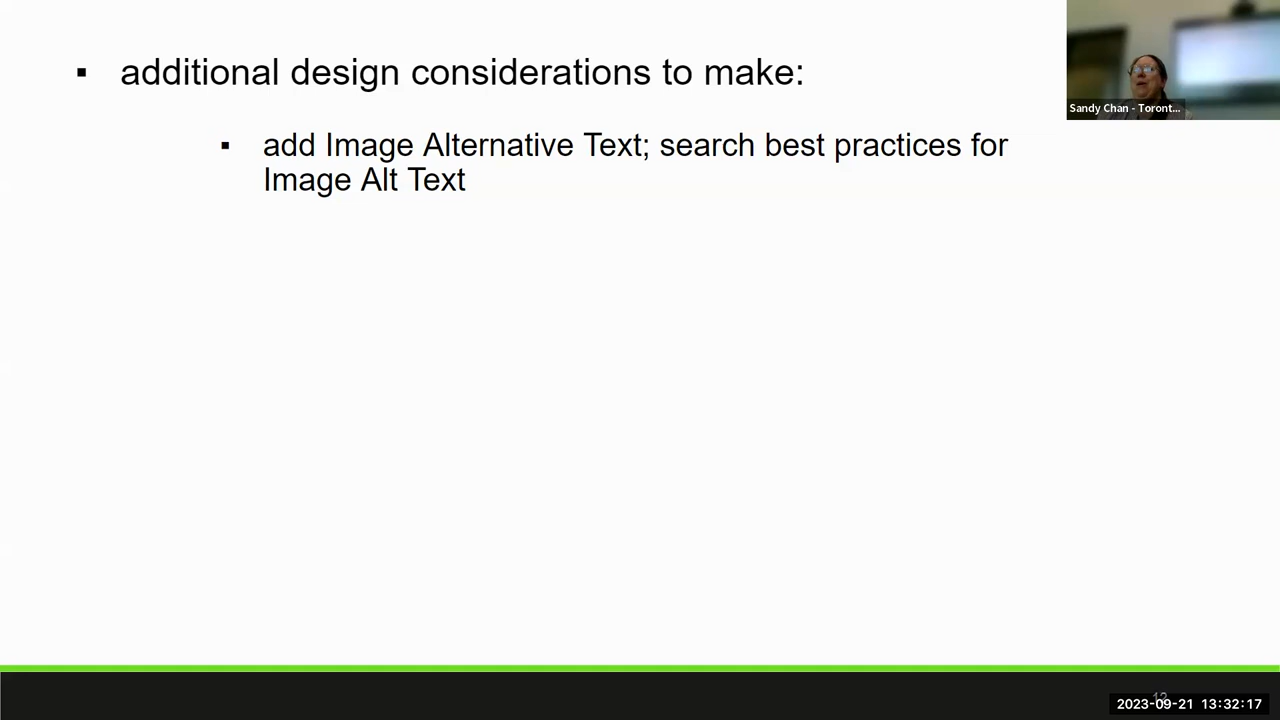 ▪ additional design considerations to make:
▪ add Image Alternative Text; search best practices for
Image Alt Text
Sandy Chan - Toront...
2023-09-21 13:32:17